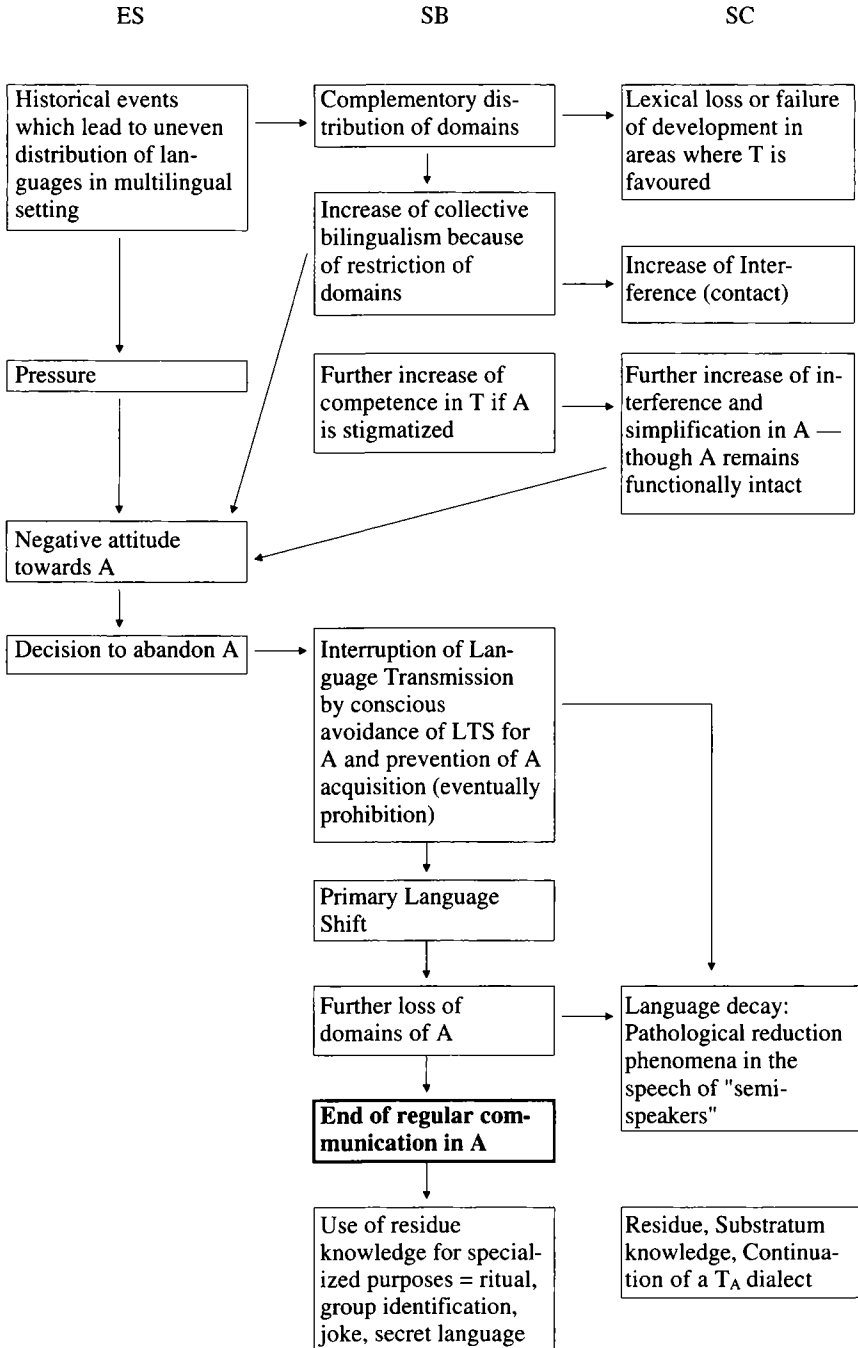 ES
SB
SC
Historical events
which lead to uneven
distribution of lan-
guages in multilingual
setting
Complementory dis-
tribution of domains
Lexical loss or failure
of development in
areas where T is
favoured
Increase of collective
bilingualism because
of restriction of
domains
Increase of Inter-
ference (contact)
Pressure
Further increase of
competence in T if A
is stigmatized
Further increase of in-
terference and
simplification in A —
though A remains
functionally intact
Negative attitude
towards A
Decision to abandon A
Interruption of Lan-
guage Transmission
by conscious
avoidance of LTS for
A and prevention of A
acquisition (eventually
prohibition)
Primary Language
Shift
Further loss of
domains of A
Language decay:
Pathological reduction
phenomena in the
speech of "semi-
speakers"
End of regular com-
munication in A
Use of residue
knowledge for special-
ized purposes = ritual,
group identification,
joke, secret language
Residue, Substratum
knowledge, Continua-
tion of a TA dialect